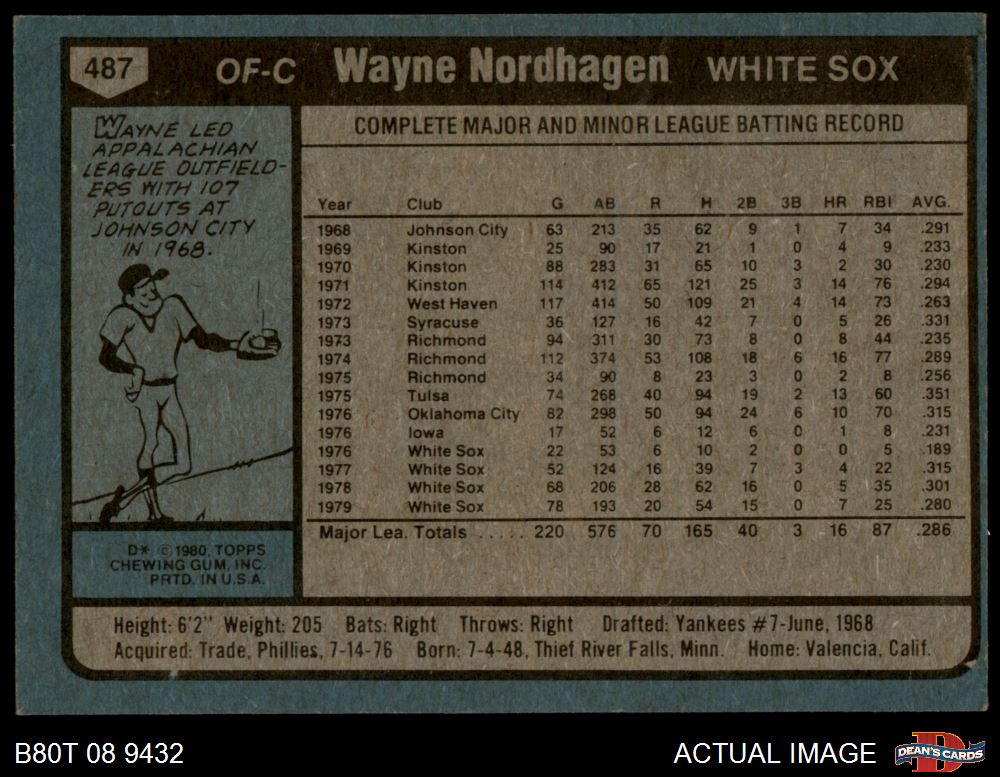 487 OF-C Wayne Nordhagen WHITE SOX
WAYNE LED
APPALACHIAN
LEAGUE OUTFIELD-
ERS WITH 107
PUTOUTS AT
JOHNSON CITY
IN 1968.
COMPLETE MAJOR AND MINOR LEAGUE BATTING RECORD
Year Club G AB R H 2B 3B HR RBI AVG.
1968 Johnson City 63 213 35 62 9 1 7 34 .291
1969 Kinston 25 90 17 21 1 0 4 9 .233
1970 Kinston 88 283 31 65 10 3 2 30 .230
1971 Kinston 114 412 65 121 25 3 14 76 .294
1972 West Haven 117 414 50 109 21 4 14 73 .263
1973 Syracuse 36 127 16 42 7 0 5 26 .331
1973 Richmond 94 311 30 73 8 0 8 44 .235
1974 Richmond 112 374 53 108 18 6 16 77 .289
1975 Richmond 34 90 8 23 3 0 2 8 .256
1975 Tulsa 74 268 40 94 19 2 13 60 .351
1976 Oklahoma City 82 298 50 94 24 6 10 70 .315
1976 Iowa 17 52 6 12 6 0 1 8 .231
1976 White Sox 22 53 6 10 2 0 0 5 .189
1977 White Sox 52 124 16 39 7 3 4 22 .315
1978 White Sox 68 206 28 62 16 0 5 35 .301
1979 White Sox 78 193 20 54 15 0 7 25 .280
Major Lea. Totals ..... 220 576 70 165 40 3 16 87 .286
D* ©1980, TOPPS
CHEWING GUM, INC.
PRTD. IN U.S.A.
Height: 6'2" Weight: 205 Bats: Right Throws: Right Drafted: Yankees #7-June, 1968
Acquired: Trade, Phillies, 7-14-76 Born: 7-4-48, Thief River Falls, Minn. Home: Valencia, Calif.
B80T 08 9432 ACTUAL IMAGE DEAN'S CARDS